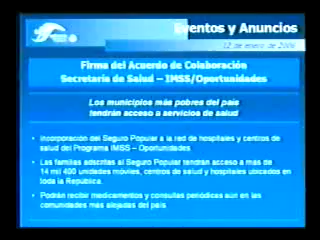 Eventos y Anuncios
12 de enero de 2006
Firma del Acuerdo de Colaboración
Secretaría de Salud – IMSS/Oportunidades
Los municipios más pobres del país
tendrán acceso a servicios de salud
• Incorporación del Seguro Popular a la red de hospitales y centros de
salud del Programa IMSS – Oportunidades
• Las familias adscritas al Seguro Popular tendrán acceso a más de
14 mil 400 unidades móviles, centros de salud y hospitales ubicados en
toda la República.
• Podrán recibir medicamentos y consultas periódicas aún en las
comunidades más alejadas del país